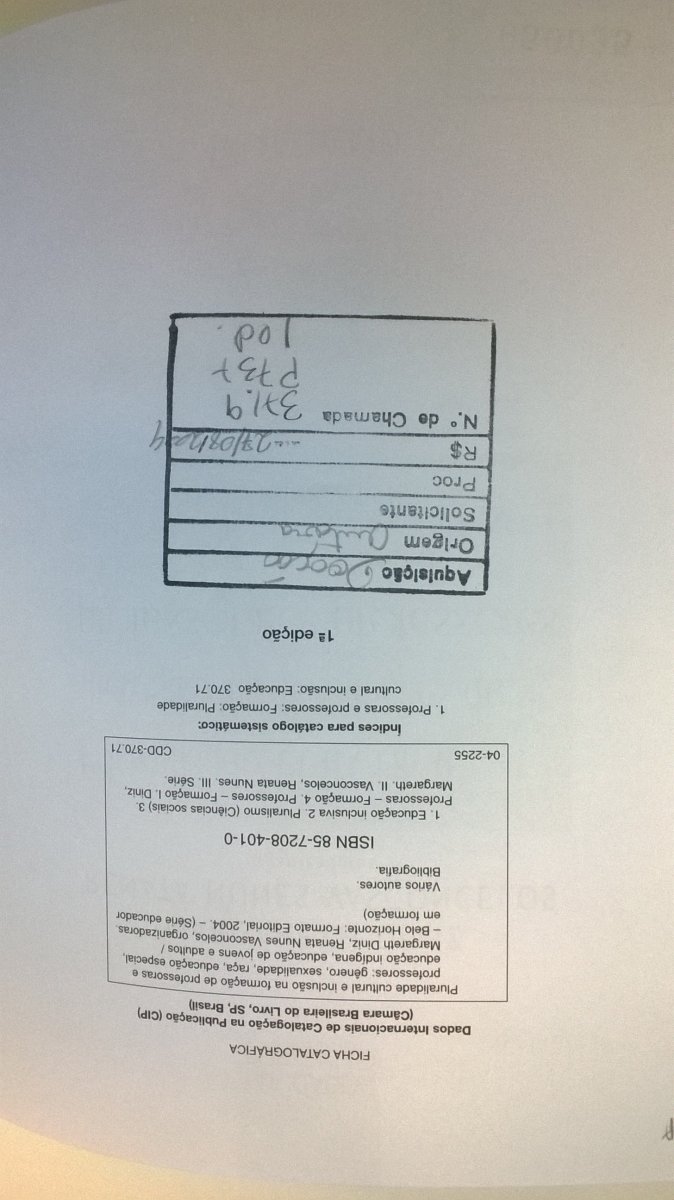 FICHA CATALOGRÁFICA
Dados Internacionais de Catalogação na Publicação (CIP)
(Câmara Brasileira do Livro, SP, Brasil)
Pluralidade cultural e inclusão na formação de professoras e
professores: gênero, sexualidade, raça, educação especial,
educação indígena, educação de jovens e adultos /
Margareth Diniz, Renata Nunes Vasconcelos, organizadoras.
– Belo Horizonte: Formato Editorial, 2004. – (Série educador
em formação)
Vários autores.
Bibliografia.
ISBN 85-7208-401-0
1. Educação inclusiva 2. Pluralismo (Ciências sociais) 3.
Professoras – Formação 4. Professores – Formação I. Diniz,
Margareth. II. Vasconcelos, Renata Nunes. III. Série.
04-2255 CDD-370.71
Índices para catálogo sistemático:
1. Professoras e professores: Formação: Pluralidade
cultural e inclusão: Educação 370.71
1ª edição
Aquisição Doação
Origem
Solicitante
Proc
R$ 27/08/2009
N.º de Chamada 371.9
P737